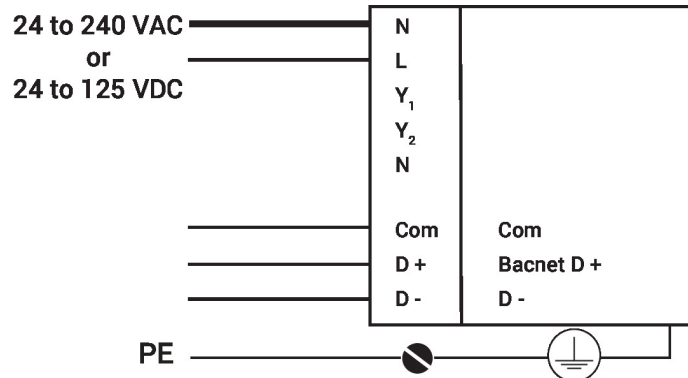 24 to 240 VAC
or
24 to 125 VDC
N
L
Y1
Y2
N
Com Com
D + Bacnet D +
D - D -
PE